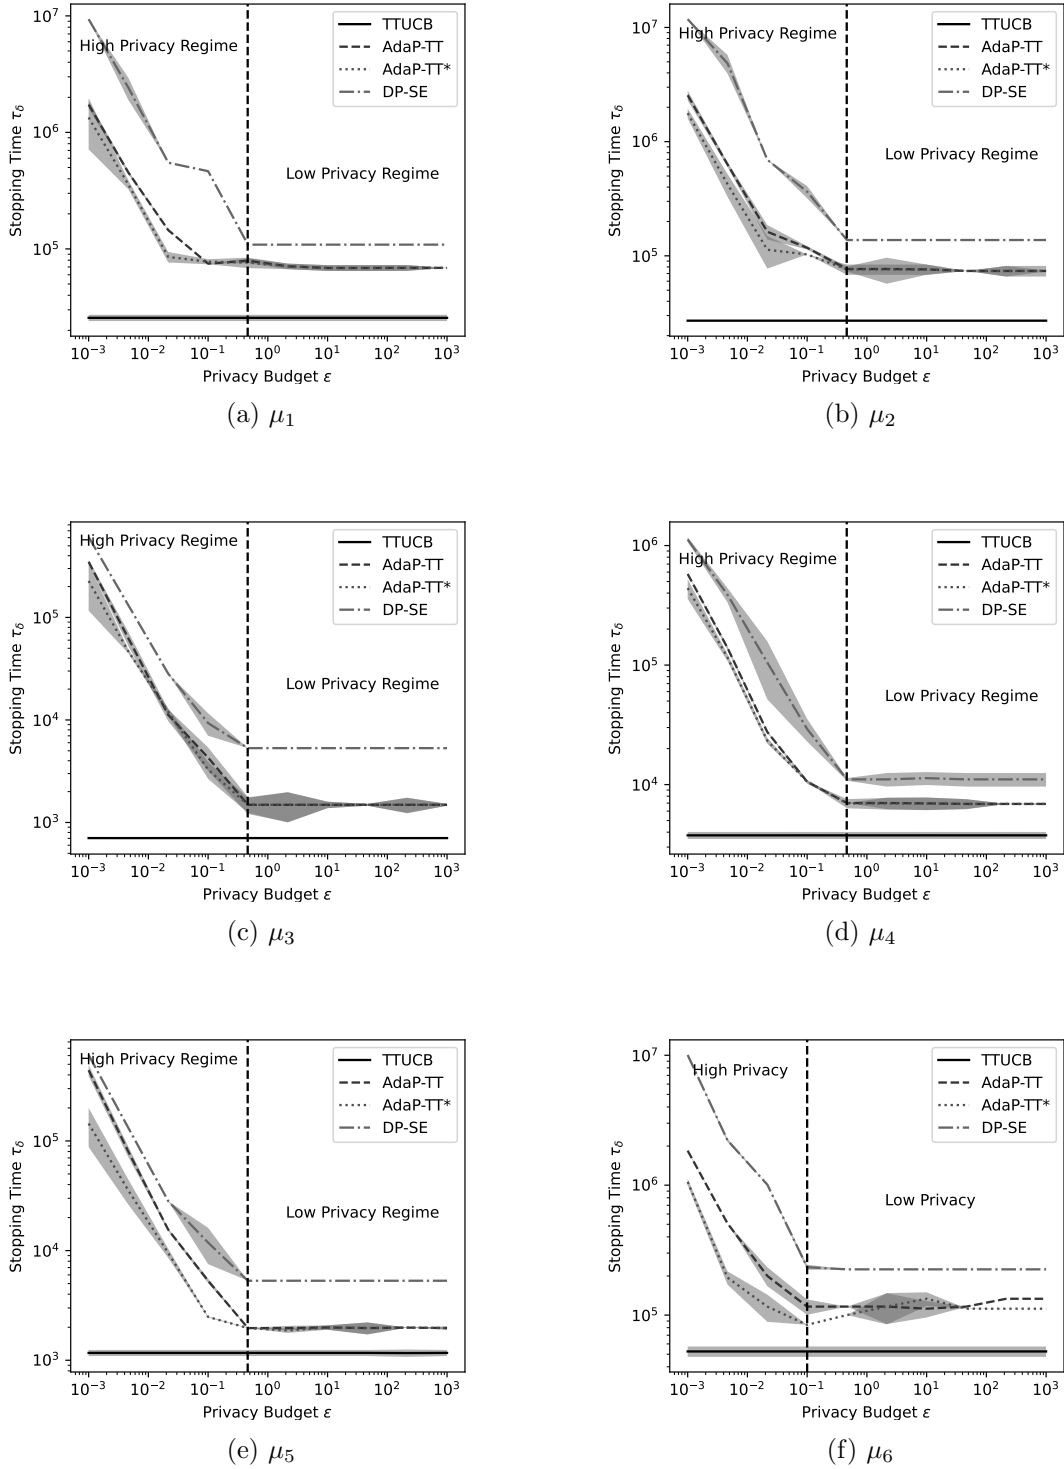 10^7
10^6
10^5
High Privacy Regime
Low Privacy Regime
TTUCB
AdaP-TT
AdaP-TT*
DP-SE
Stopping Time τ_δ
10^−3 10^−2 10^−1 10^0 10^1 10^2 10^3
Privacy Budget ε
(a) μ_1
10^7
10^6
10^5
High Privacy Regime
Low Privacy Regime
TTUCB
AdaP-TT
AdaP-TT*
DP-SE
Stopping Time τ_δ
10^−3 10^−2 10^−1 10^0 10^1 10^2 10^3
Privacy Budget ε
(b) μ_2
10^5
10^4
10^3
High Privacy Regime
Low Privacy Regime
TTUCB
AdaP-TT
AdaP-TT*
DP-SE
Stopping Time τ_δ
10^−3 10^−2 10^−1 10^0 10^1 10^2 10^3
Privacy Budget ε
(c) μ_3
10^6
10^5
10^4
High Privacy Regime
Low Privacy Regime
TTUCB
AdaP-TT
AdaP-TT*
DP-SE
Stopping Time τ_δ
10^−3 10^−2 10^−1 10^0 10^1 10^2 10^3
Privacy Budget ε
(d) μ_4
10^5
10^4
10^3
High Privacy Regime
Low Privacy Regime
TTUCB
AdaP-TT
AdaP-TT*
DP-SE
Stopping Time τ_δ
10^−3 10^−2 10^−1 10^0 10^1 10^2 10^3
Privacy Budget ε
(e) μ_5
10^7
10^6
10^5
High Privacy
Low Privacy
TTUCB
AdaP-TT
AdaP-TT*
DP-SE
Stopping Time τ_δ
10^−3 10^−2 10^−1 10^0 10^1 10^2 10^3
Privacy Budget ε
(f) μ_6